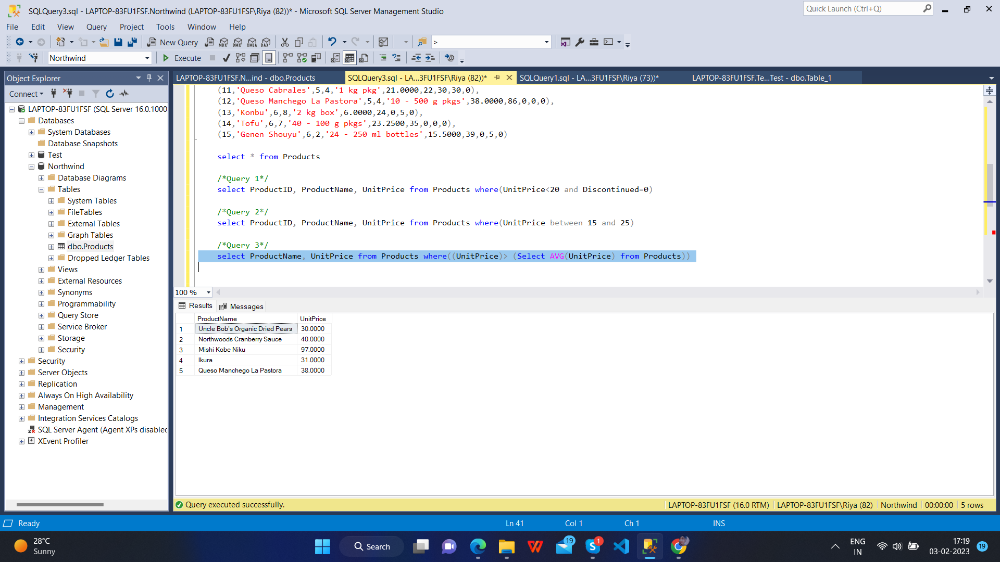 SQLQuery3.sql - LAPTOP-83FU1FSF.Northwind (LAPTOP-83FU1FSF\Riya (82))* - Microsoft SQL Server Management Studio
Quick Launch (Ctrl+Q)
File Edit View Query Project Tools Window Help
New Query MDX DMX XMLA DAX >
Northwind Execute
Object Explorer
Connect
LAPTOP-83FU1FSF (SQL Server 16.0.1000
Databases
System Databases
Database Snapshots
Test
Northwind
Database Diagrams
Tables
System Tables
FileTables
External Tables
Graph Tables
dbo.Products
Dropped Ledger Tables
Views
External Resources
Synonyms
Programmability
Query Store
Service Broker
Storage
Security
Security
Server Objects
Replication
Always On High Availability
Management
Integration Services Catalogs
SQL Server Agent (Agent XPs disabled
XEvent Profiler
LAPTOP-83FU1FSF.N...ind - dbo.Products
SQLQuery3.sql - LA...3FU1FSF\Riya (82))*
SQLQuery1.sql - LA...3FU1FSF\Riya (73))*
LAPTOP-83FU1FSF.Te...Test - dbo.Table_1
(11,'Queso Cabrales',5,4,'1 kg pkg',21.0000,22,30,30,0),
(12,'Queso Manchego La Pastora',5,4,'10 - 500 g pkgs',38.0000,86,0,0,0),
(13,'Konbu',6,8,'2 kg box',6.0000,24,0,5,0),
(14,'Tofu',6,7,'40 - 100 g pkgs',23.2500,35,0,0,0),
(15,'Genen Shouyu',6,2,'24 - 250 ml bottles',15.5000,39,0,5,0)
select * from Products
/*Query 1*/
select ProductID, ProductName, UnitPrice from Products where(UnitPrice<20 and Discontinued=0)
/*Query 2*/
select ProductID, ProductName, UnitPrice from Products where(UnitPrice between 15 and 25)
/*Query 3*/
select ProductName, UnitPrice from Products where((UnitPrice)> (Select AVG(UnitPrice) from Products))
100 %
Results Messages
ProductName UnitPrice
1 Uncle Bob's Organic Dried Pears 30.0000
2 Northwoods Cranberry Sauce 40.0000
3 Mishi Kobe Niku 97.0000
4 Ikura 31.0000
5 Queso Manchego La Pastora 38.0000
Query executed successfully.
LAPTOP-83FU1FSF (16.0 RTM) LAPTOP-83FU1FSF\Riya (82) Northwind 00:00:00 5 rows
Ready Ln 41 Col 1 Ch 1 INS
28°C
Sunny
Search
19
1
ENG
IN
17:19
03-02-2023
19